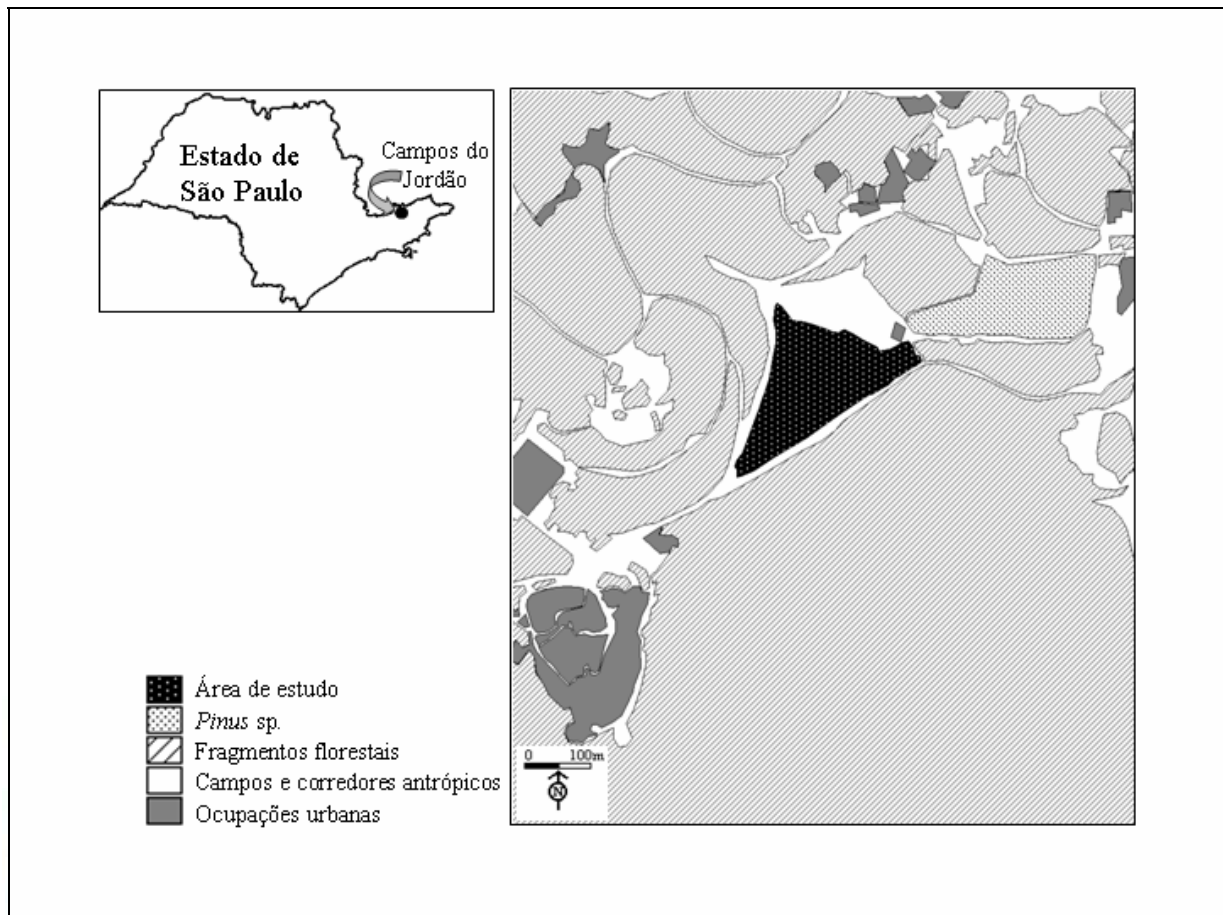 Estado de
São Paulo
Campos do
Jordão
Área de estudo
Pinus sp.
Fragmentos florestais
Campos e corredores antrópicos
Ocupações urbanas
0 100m
N